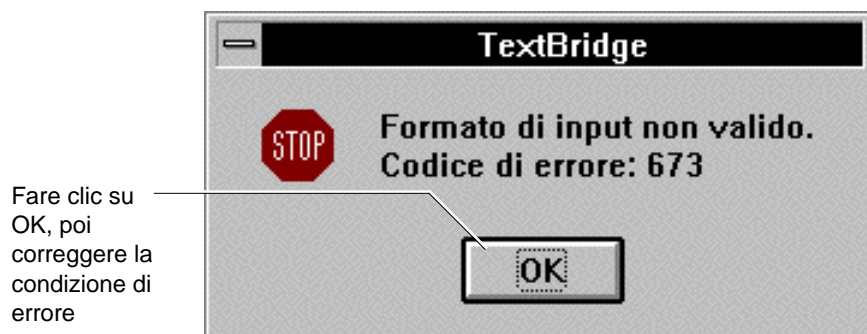 TextBridge
STOP
Formato di input non valido.
Codice di errore: 673
OK
Fare clic su
OK, poi
correggere la
condizione di
errore